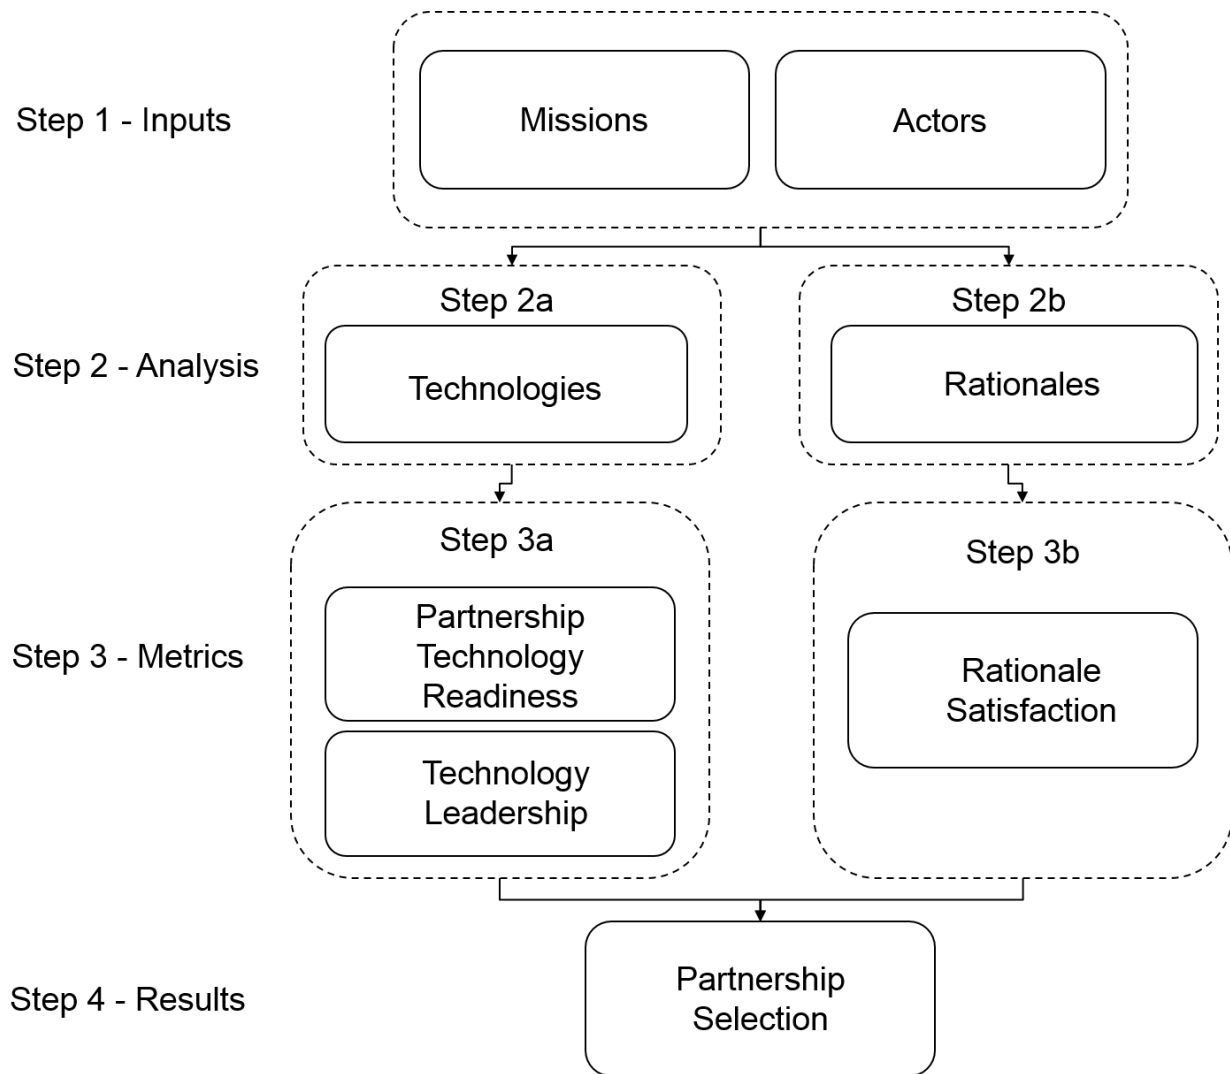 Step 1 - Inputs
Missions
Actors
Step 2 - Analysis
Step 2a
Technologies
Step 2b
Rationales
Step 3 - Metrics
Step 3a
Partnership
Technology
Readiness
Technology
Leadership
Step 3b
Rationale
Satisfaction
Step 4 - Results
Partnership
Selection